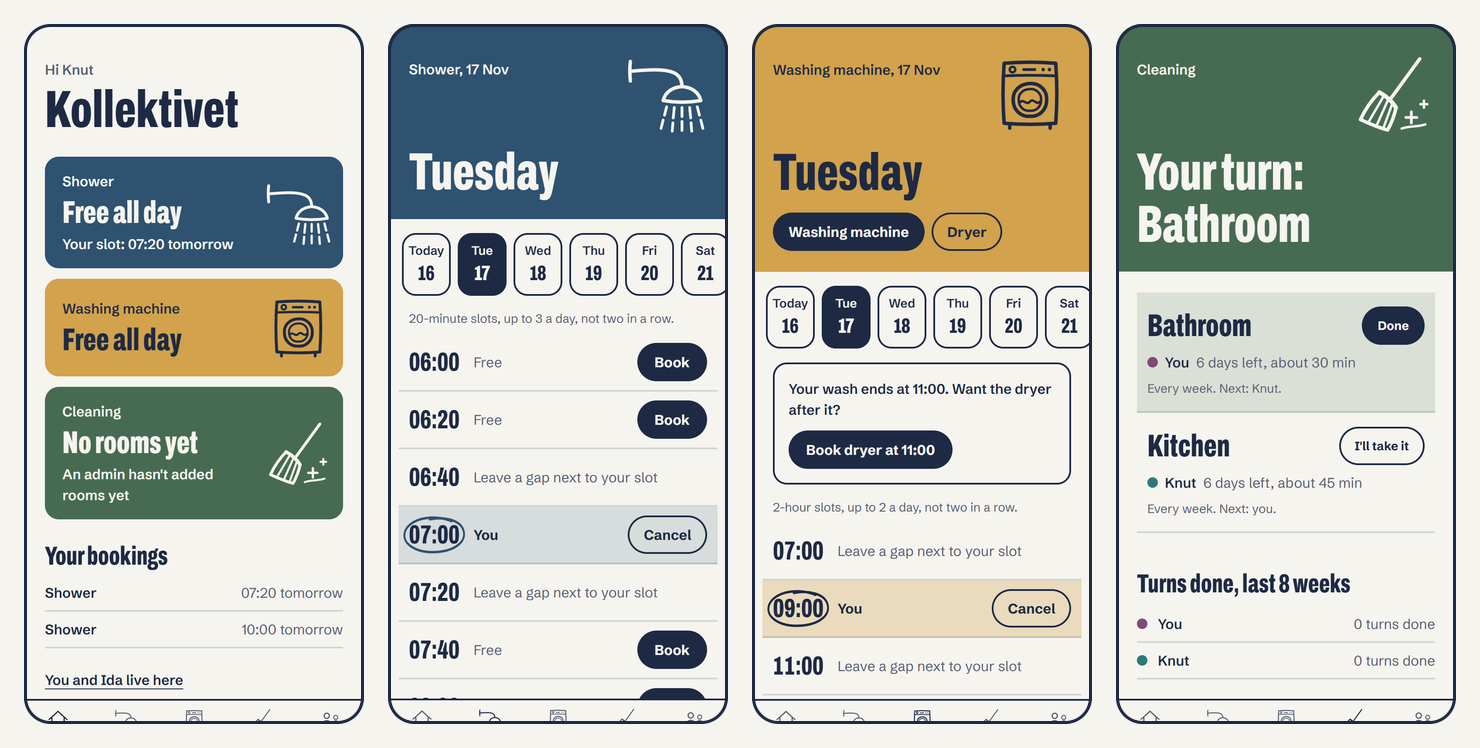 Hi Knut
Kollektivet
Shower
Free all day
Your slot: 07:20 tomorrow
Washing machine
Free all day
Cleaning
No rooms yet
An admin hasn't added
rooms yet
Your bookings
Shower 07:20 tomorrow
Shower 10:00 tomorrow
You and Ida live here
Shower, 17 Nov
Tuesday
Today Tue Wed Thu Fri Sat
16 17 18 19 20 21
20-minute slots, up to 3 a day, not two in a row.
06:00 Free Book
06:20 Free Book
06:40 Leave a gap next to your slot
07:00 You Cancel
07:20 Leave a gap next to your slot
07:40 Free Book
Washing machine, 17 Nov
Tuesday
Washing machine Dryer
Today Tue Wed Thu Fri Sat
16 17 18 19 20 21
Your wash ends at 11:00. Want the dryer
after it?
Book dryer at 11:00
2-hour slots, up to 2 a day, not two in a row.
07:00 Leave a gap next to your slot
09:00 You Cancel
11:00 Leave a gap next to your slot
Cleaning
Your turn:
Bathroom
Bathroom Done
You 6 days left, about 30 min
Every week. Next: Knut.
Kitchen I'll take it
Knut 6 days left, about 45 min
Every week. Next: you.
Turns done, last 8 weeks
You 0 turns done
Knut 0 turns done